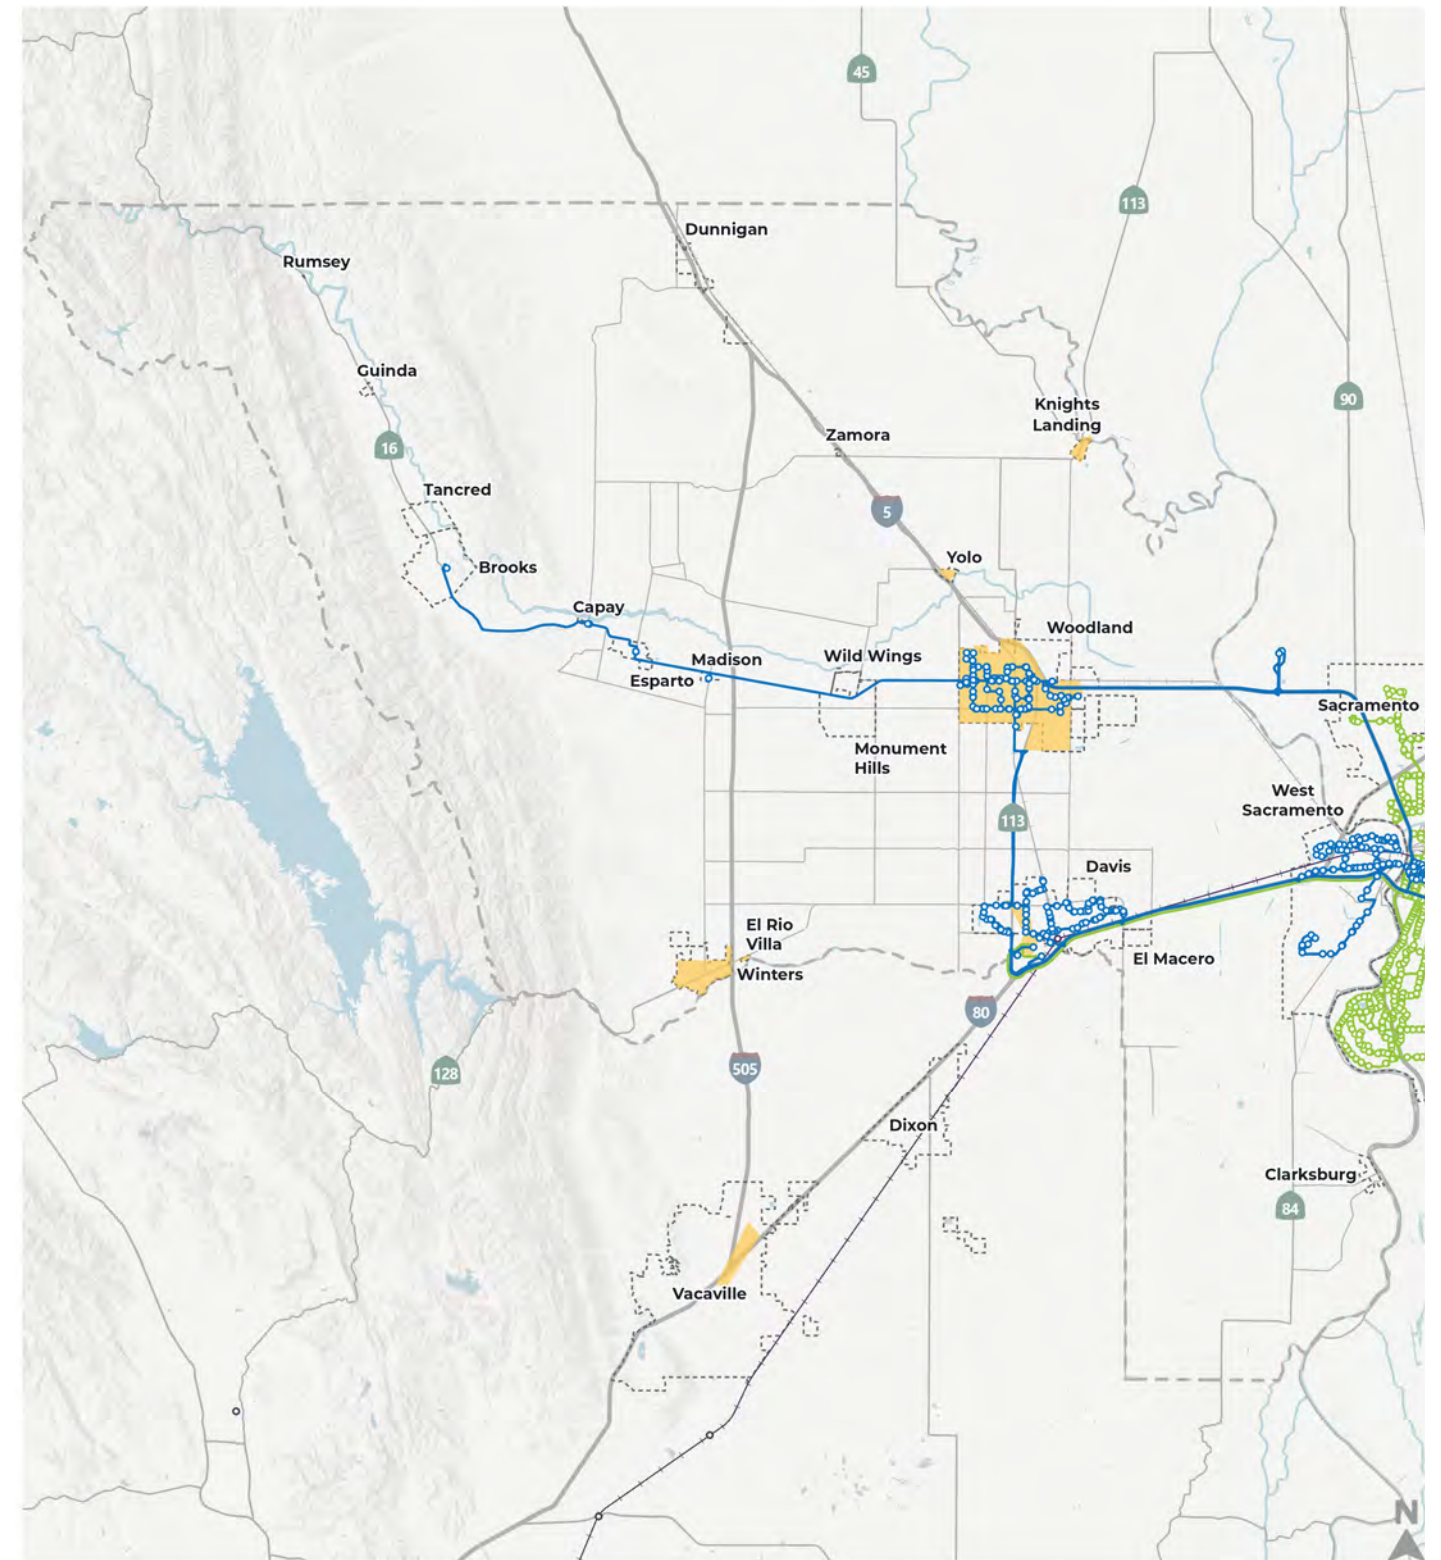 45
113
Dunnigan
Rumsey
Guinda
90
Knights
Landing
16
Zamora
Tancred
5
Yolo
Brooks
Capay
Woodland
Wild Wings
Madison
Esparto
Sacramento
Monument
Hills
West
Sacramento
113
Davis
El Rio
Villa
El Macero
Winters
80
505
128
Dixon
Clarksburg
84
Vacaville
N